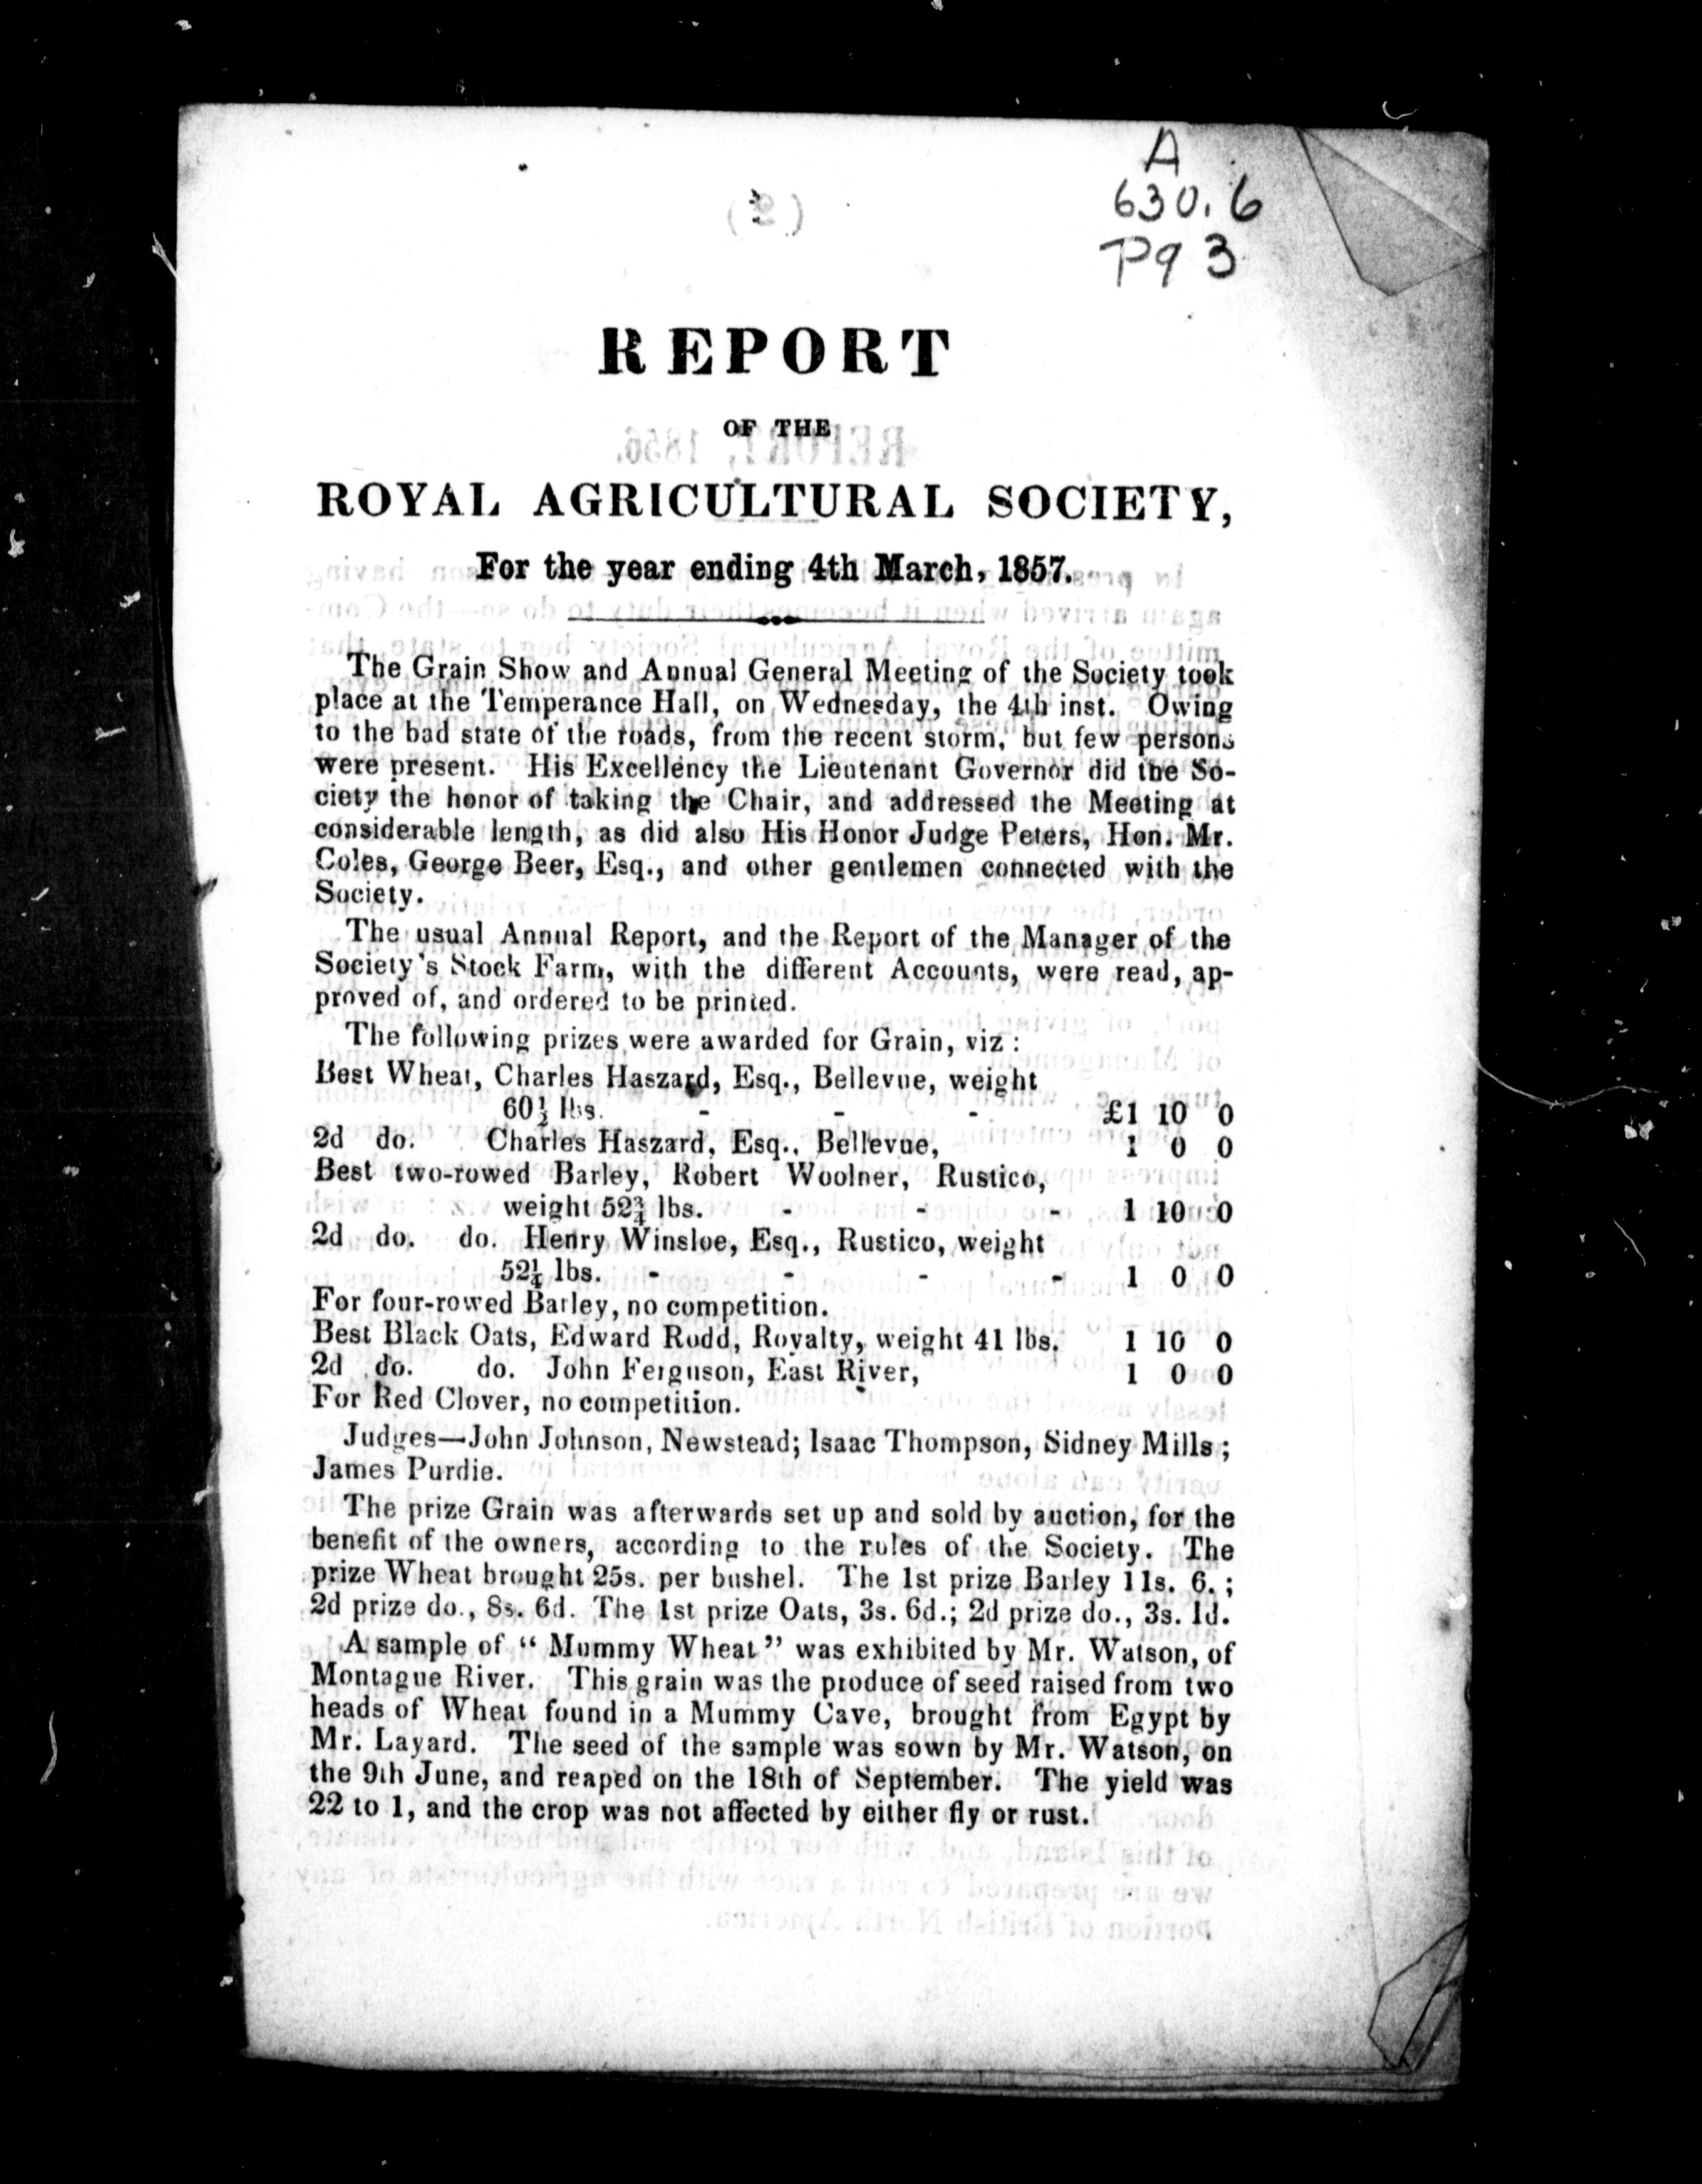 A
630.6
P93
REPORT
OF THE
ROYAL AGRICULTURAL SOCIETY,
For the year ending 4th March, 1857.
The Grain Show and Annual General Meeting of the Society took
place at the Temperance Hall, on Wednesday, the 4th inst. Owing
to the bad state of the roads, from the recent storm, but few persons
were present. His Excellency the Lieutenant Governor did the So-
ciety the honor of taking the Chair, and addressed the Meeting at
considerable length, as did also His Honor Judge Peters, Hon. Mr.
Coles, George Beer, Esq., and other gentlemen connected with the
Society.
The usual Annual Report, and the Report of the Manager of the
Society's Stock Farm, with the different Accounts, were read, ap-
proved of, and ordered to be printed.
The following prizes were awarded for Grain, viz :
Best Wheat, Charles Haszard, Esq., Bellevue, weight
lbs. - - - £1 10 0
2d do. Charles Haszard, Esq., Bellevue, 1 0 0
Best two-rowed Barley, Robert Woolner, Rustico,
weight 52¾ lbs. - - - 1 10 0
2d do. do. Henry Winsloe, Esq., Rustico, weight
52¼ lbs. - - - - 1 0 0
For four-rowed Barley, no competition.
Best Black Oats, Edward Rodd, Royalty, weight 41 lbs. 1 10 0
2d do. do. John Ferguson, East River, 1 0 0
For Red Clover, no competition.
Judges—John Johnson, Newstead; Isaac Thompson, Sidney Mills ;
James Purdie.
The prize Grain was afterwards set up and sold by auction, for the
benefit of the owners, according to the rules of the Society. The
prize Wheat brought 25s. per bushel. The 1st prize Barley 11s. 6. ;
2d prize do., 8s. 6d. The 1st prize Oats, 3s. 6d.; 2d prize do., 3s. 1d.
A sample of “ Mummy Wheat ” was exhibited by Mr. Watson, of
Montague River. This grain was the produce of seed raised from two
heads of Wheat found in a Mummy Cave, brought from Egypt by
Mr. Layard. The seed of the sample was sown by Mr. Watson, on
the 9th June, and reaped on the 18th of September. The yield was
22 to 1, and the crop was not affected by either fly or rust.